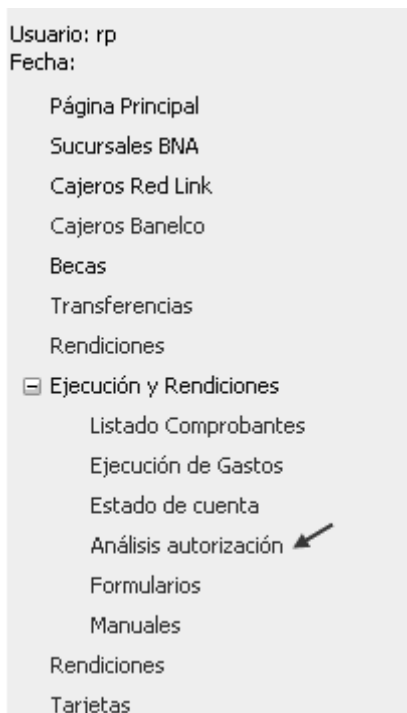 Usuario: rp
Fecha:
Página Principal
Sucursales BNA
Cajeros Red Link
Cajeros Banelco
Becas
Transferencias
Rendiciones
Ejecución y Rendiciones
Listado Comprobantes
Ejecución de Gastos
Estado de cuenta
Análisis autorización
Formularios
Manuales
Rendiciones
Tarjetas